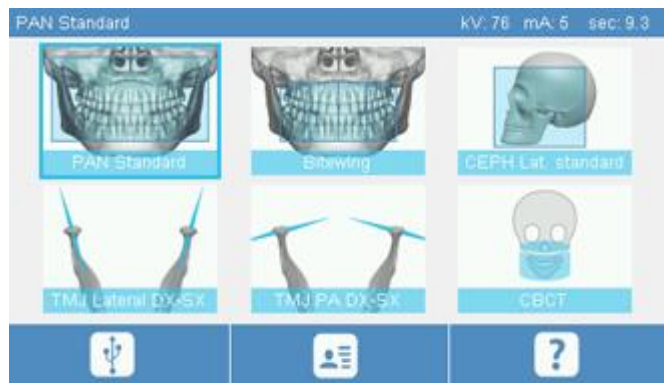 PAN Standard kV: 76 mA: 5 sec: 9.3
PAN Standard
Bitewing
CEPH Lat. standard
TMJ Lateral DX-SX
TMJ PA DX-SX
CBCT
?